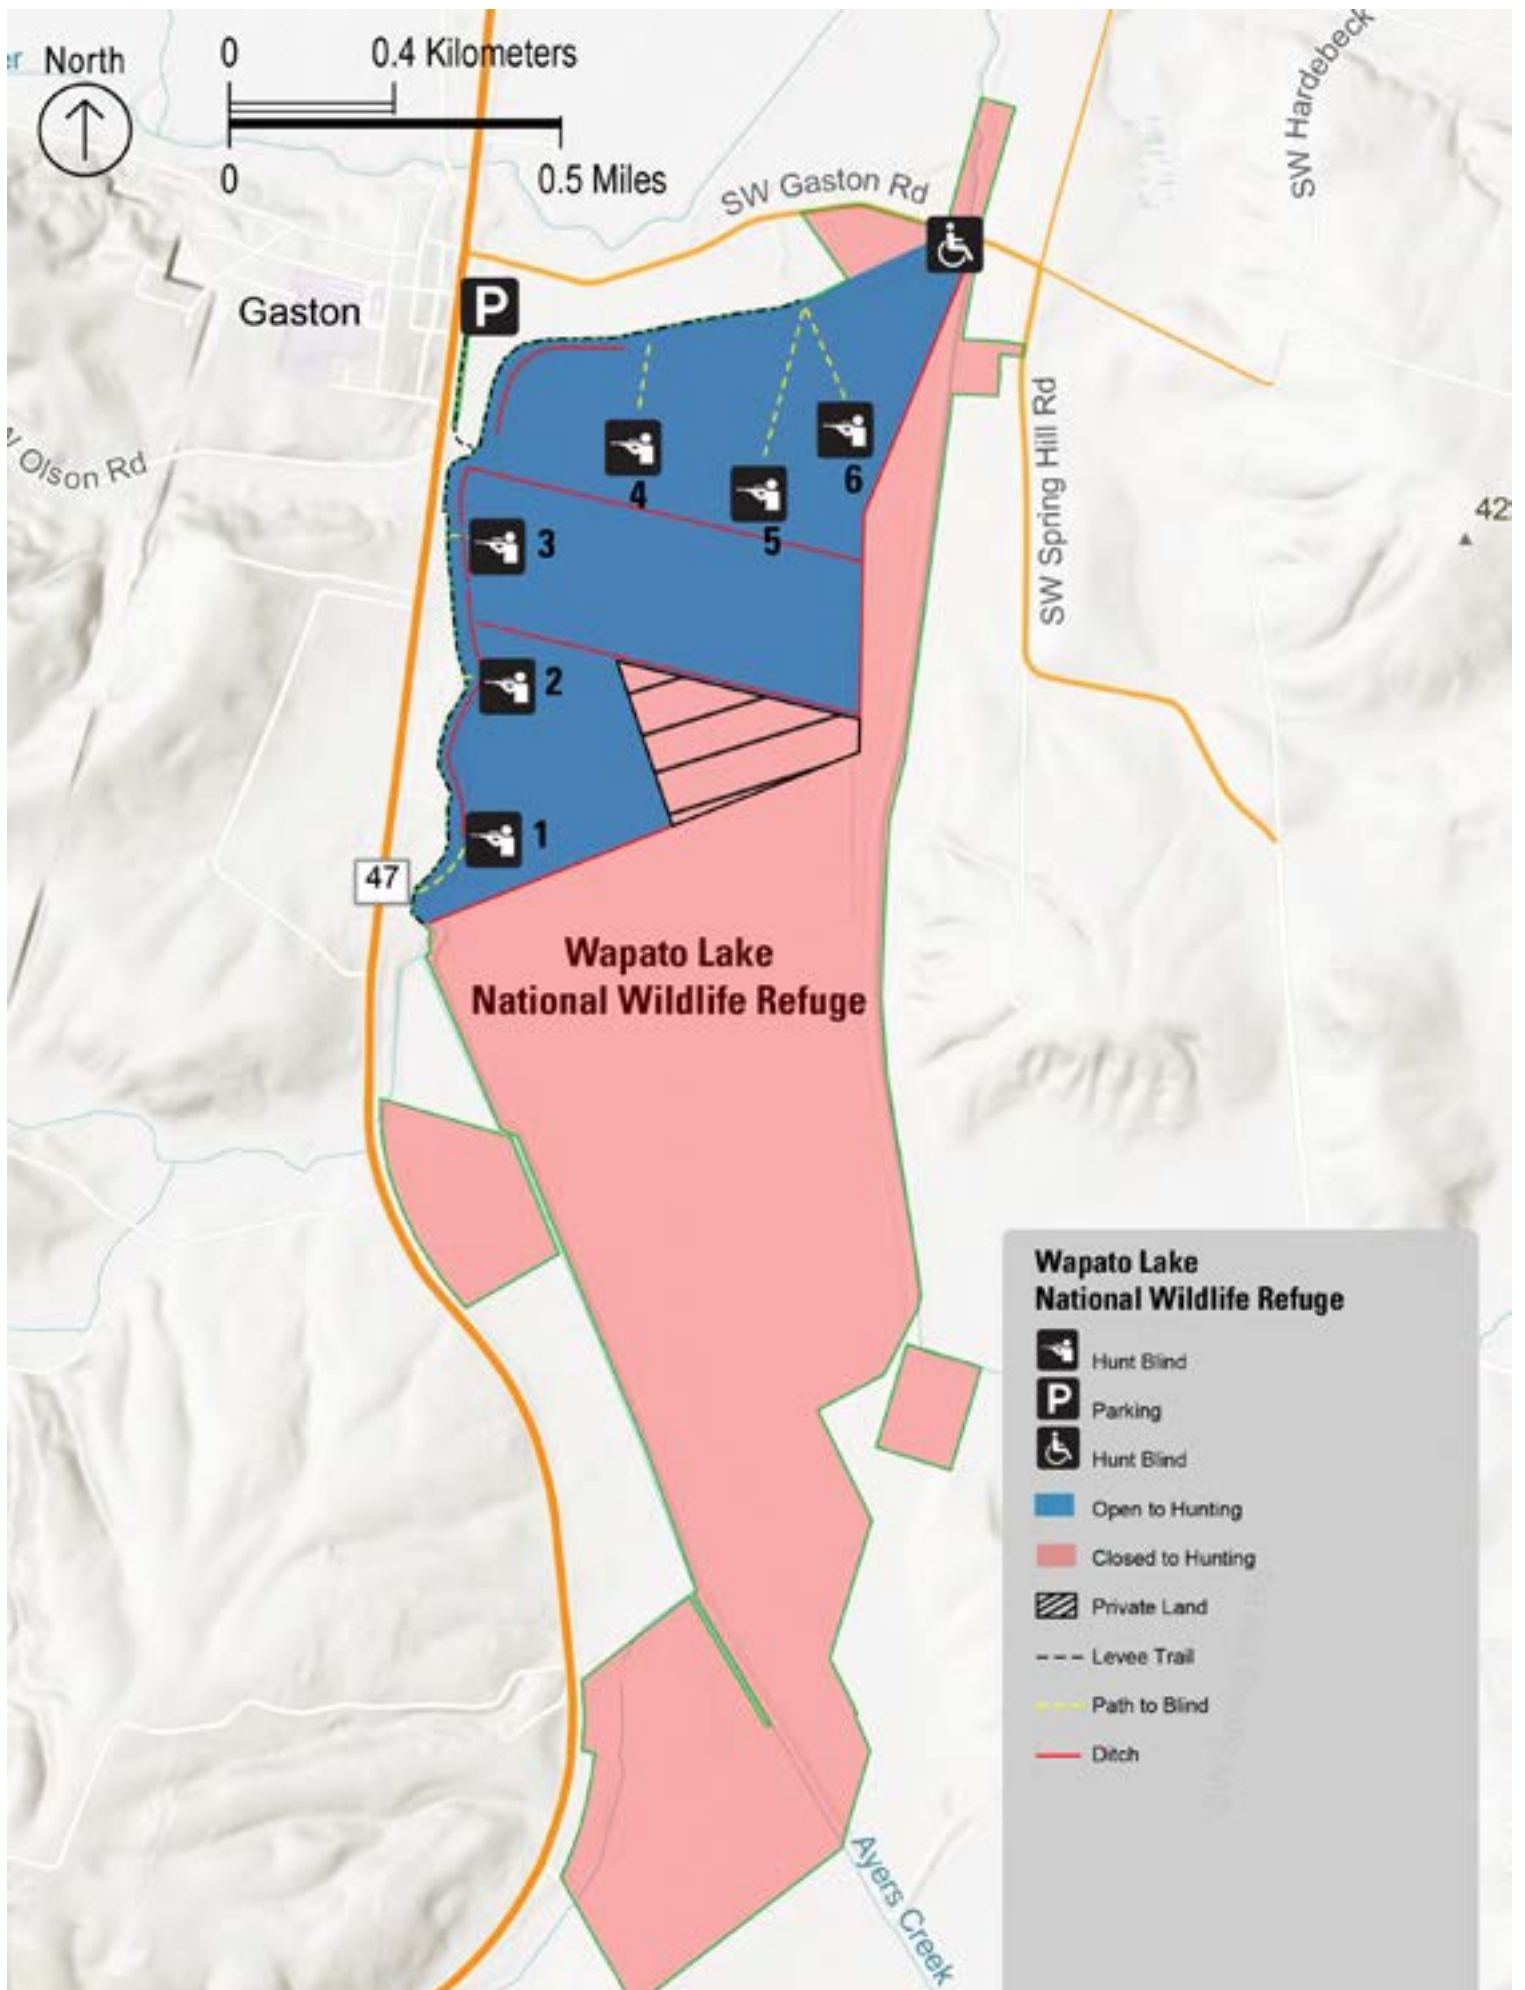 North
0
0.4 Kilometers
0
0.5 Miles
SW Gaston Rd
SW Hardebeck
P
Gaston
Olson Rd
SW Spring Hill Rd
4
6
5
3
2
1
42
47
Wapato Lake
National Wildlife Refuge
Wapato Lake
National Wildlife Refuge
Hunt Blind
P
Parking
Hunt Blind
Open to Hunting
Closed to Hunting
Private Land
Levee Trail
Path to Blind
Ditch
Ayers Creek